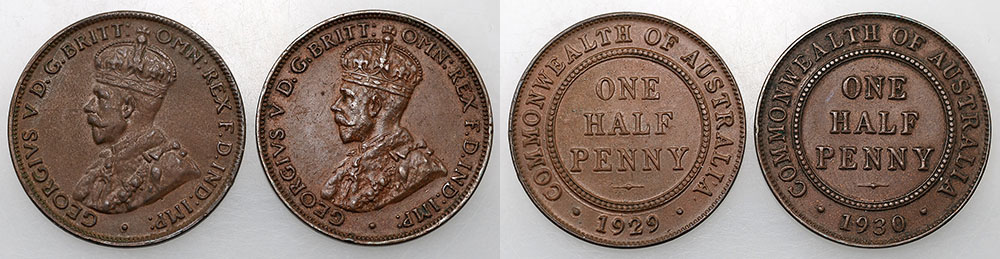 GEORGIVS V D.G.BRITT: OMN: REX F.D.IND:IMP:
GEORGIVS V D.G.BRITT: OMN: REX F.D.IND:IMP:
COMMONWEALTH OF AUSTRALIA
ONE
HALF
PENNY
· 1929 ·
COMMONWEALTH OF AUSTRALIA
ONE
HALF
PENNY
· 1930 ·